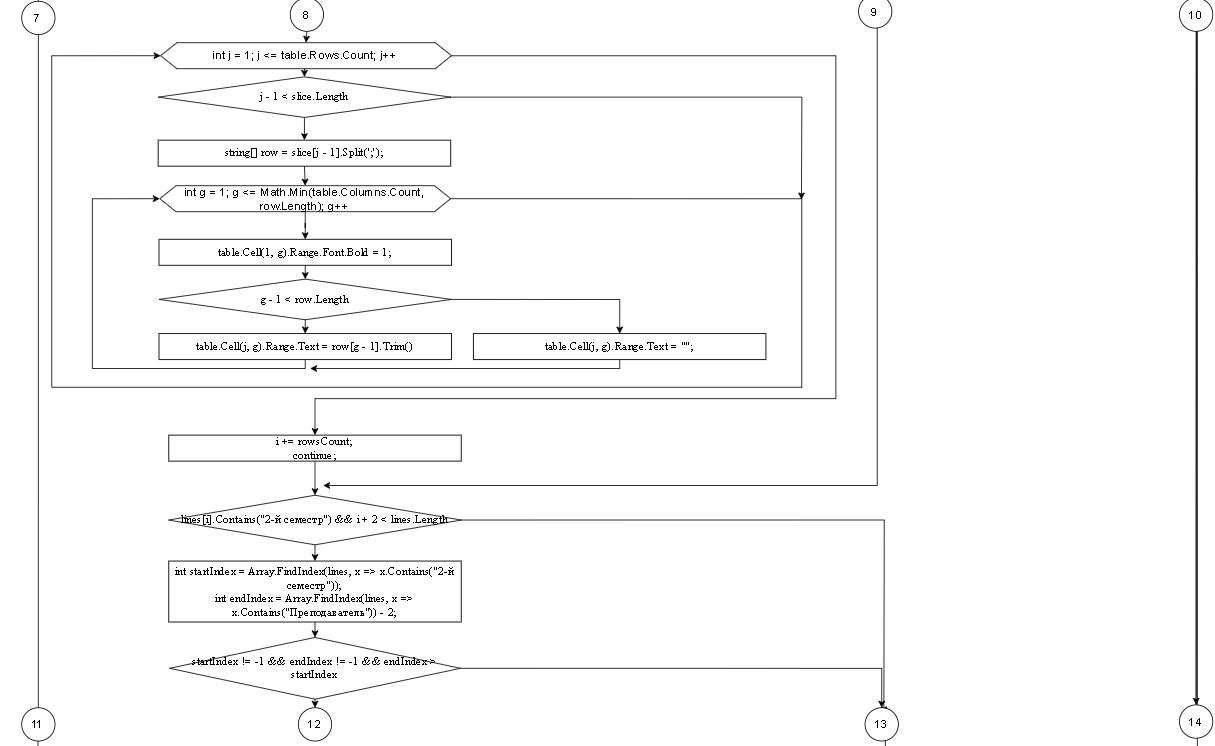 7
8
9
10
int j = 1; j <= table.Rows.Count; j++
j - 1 < slice.Length
string[] row = slice[j - 1].Split(';');
int g = 1; g <= Math.Min(table.Columns.Count,
row.Length); g++
table.Cell(1, g).Range.Font.Bold = 1;
g - 1 < row.Length
table.Cell(j, g).Range.Text = row[g - 1].Trim()
table.Cell(j, g).Range.Text = "";
i += rowsCount;
continue;
lines[i].Contains("2-й семестр") && i + 2 < lines.Length
int startIndex = Array.FindIndex(lines, x => x.Contains("2-й
семестр"));
int endIndex = Array.FindIndex(lines, x =>
x.Contains("Преподаватель")) - 2;
startIndex != -1 && endIndex != -1 && endIndex >
startIndex
11
12
13
14